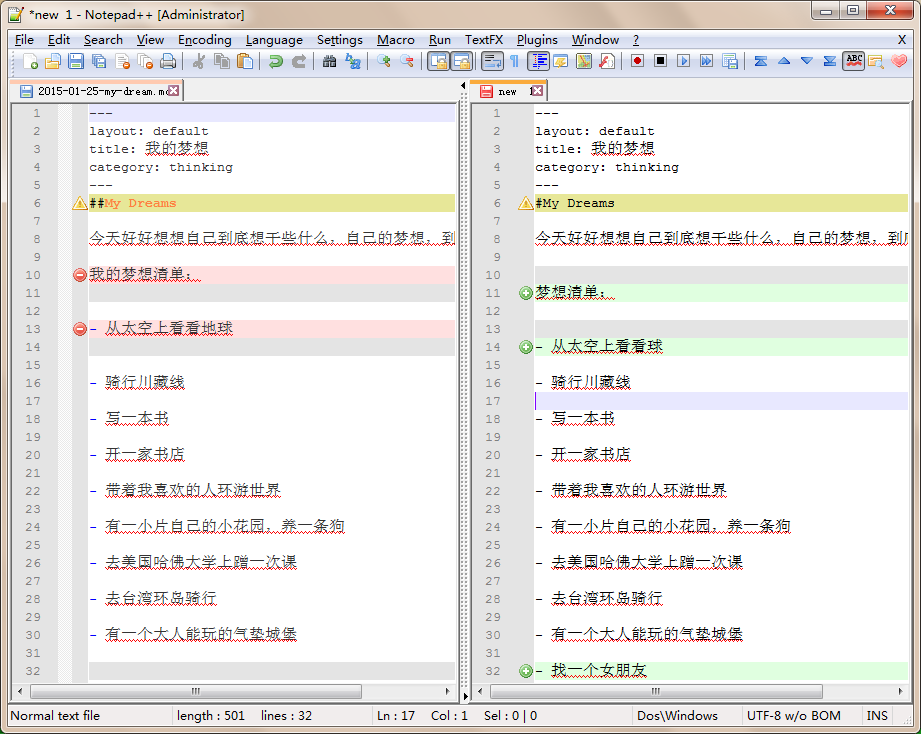 *new  1 - Notepad++ [Administrator]
File Edit Search View Encoding Language Settings Macro Run TextFX Plugins Window ? X
ABC
2015-01-25-my-dream.m
1 ---
2 layout: default
3 title: 我的梦想
4 category: thinking
5 ---
6 ##My Dreams
7
8 今天好好想想自己到底想干些什么，自己的梦想，到
9
10 我的梦想清单：
11
12
13 - 从太空上看看地球
14
15
16 - 骑行川藏线
17
18 - 写一本书
19
20 - 开一家书店
21
22 - 带着我喜欢的人环游世界
23
24 - 有一小片自己的小花园，养一条狗
25
26 - 去美国哈佛大学上蹭一次课
27
28 - 去台湾环岛骑行
29
30 - 有一个大人能玩的气垫城堡
31
32
new 1
1 ---
2 layout: default
3 title: 我的梦想
4 category: thinking
5 ---
6 #My Dreams
7
8 今天好好想想自己到底想干些什么，自己的梦想，到
9
10
11 梦想清单：
12
13
14 - 从太空上看看球
15
16 - 骑行川藏线
17
18 - 写一本书
19
20 - 开一家书店
21
22 - 带着我喜欢的人环游世界
23
24 - 有一小片自己的小花园，养一条狗
25
26 - 去美国哈佛大学上蹭一次课
27
28 - 去台湾环岛骑行
29
30 - 有一个大人能玩的气垫城堡
31
32 - 找一个女朋友
Normal text file length : 501 lines : 32 Ln : 17 Col : 1 Sel : 0 | 0 Dos\Windows UTF-8 w/o BOM INS